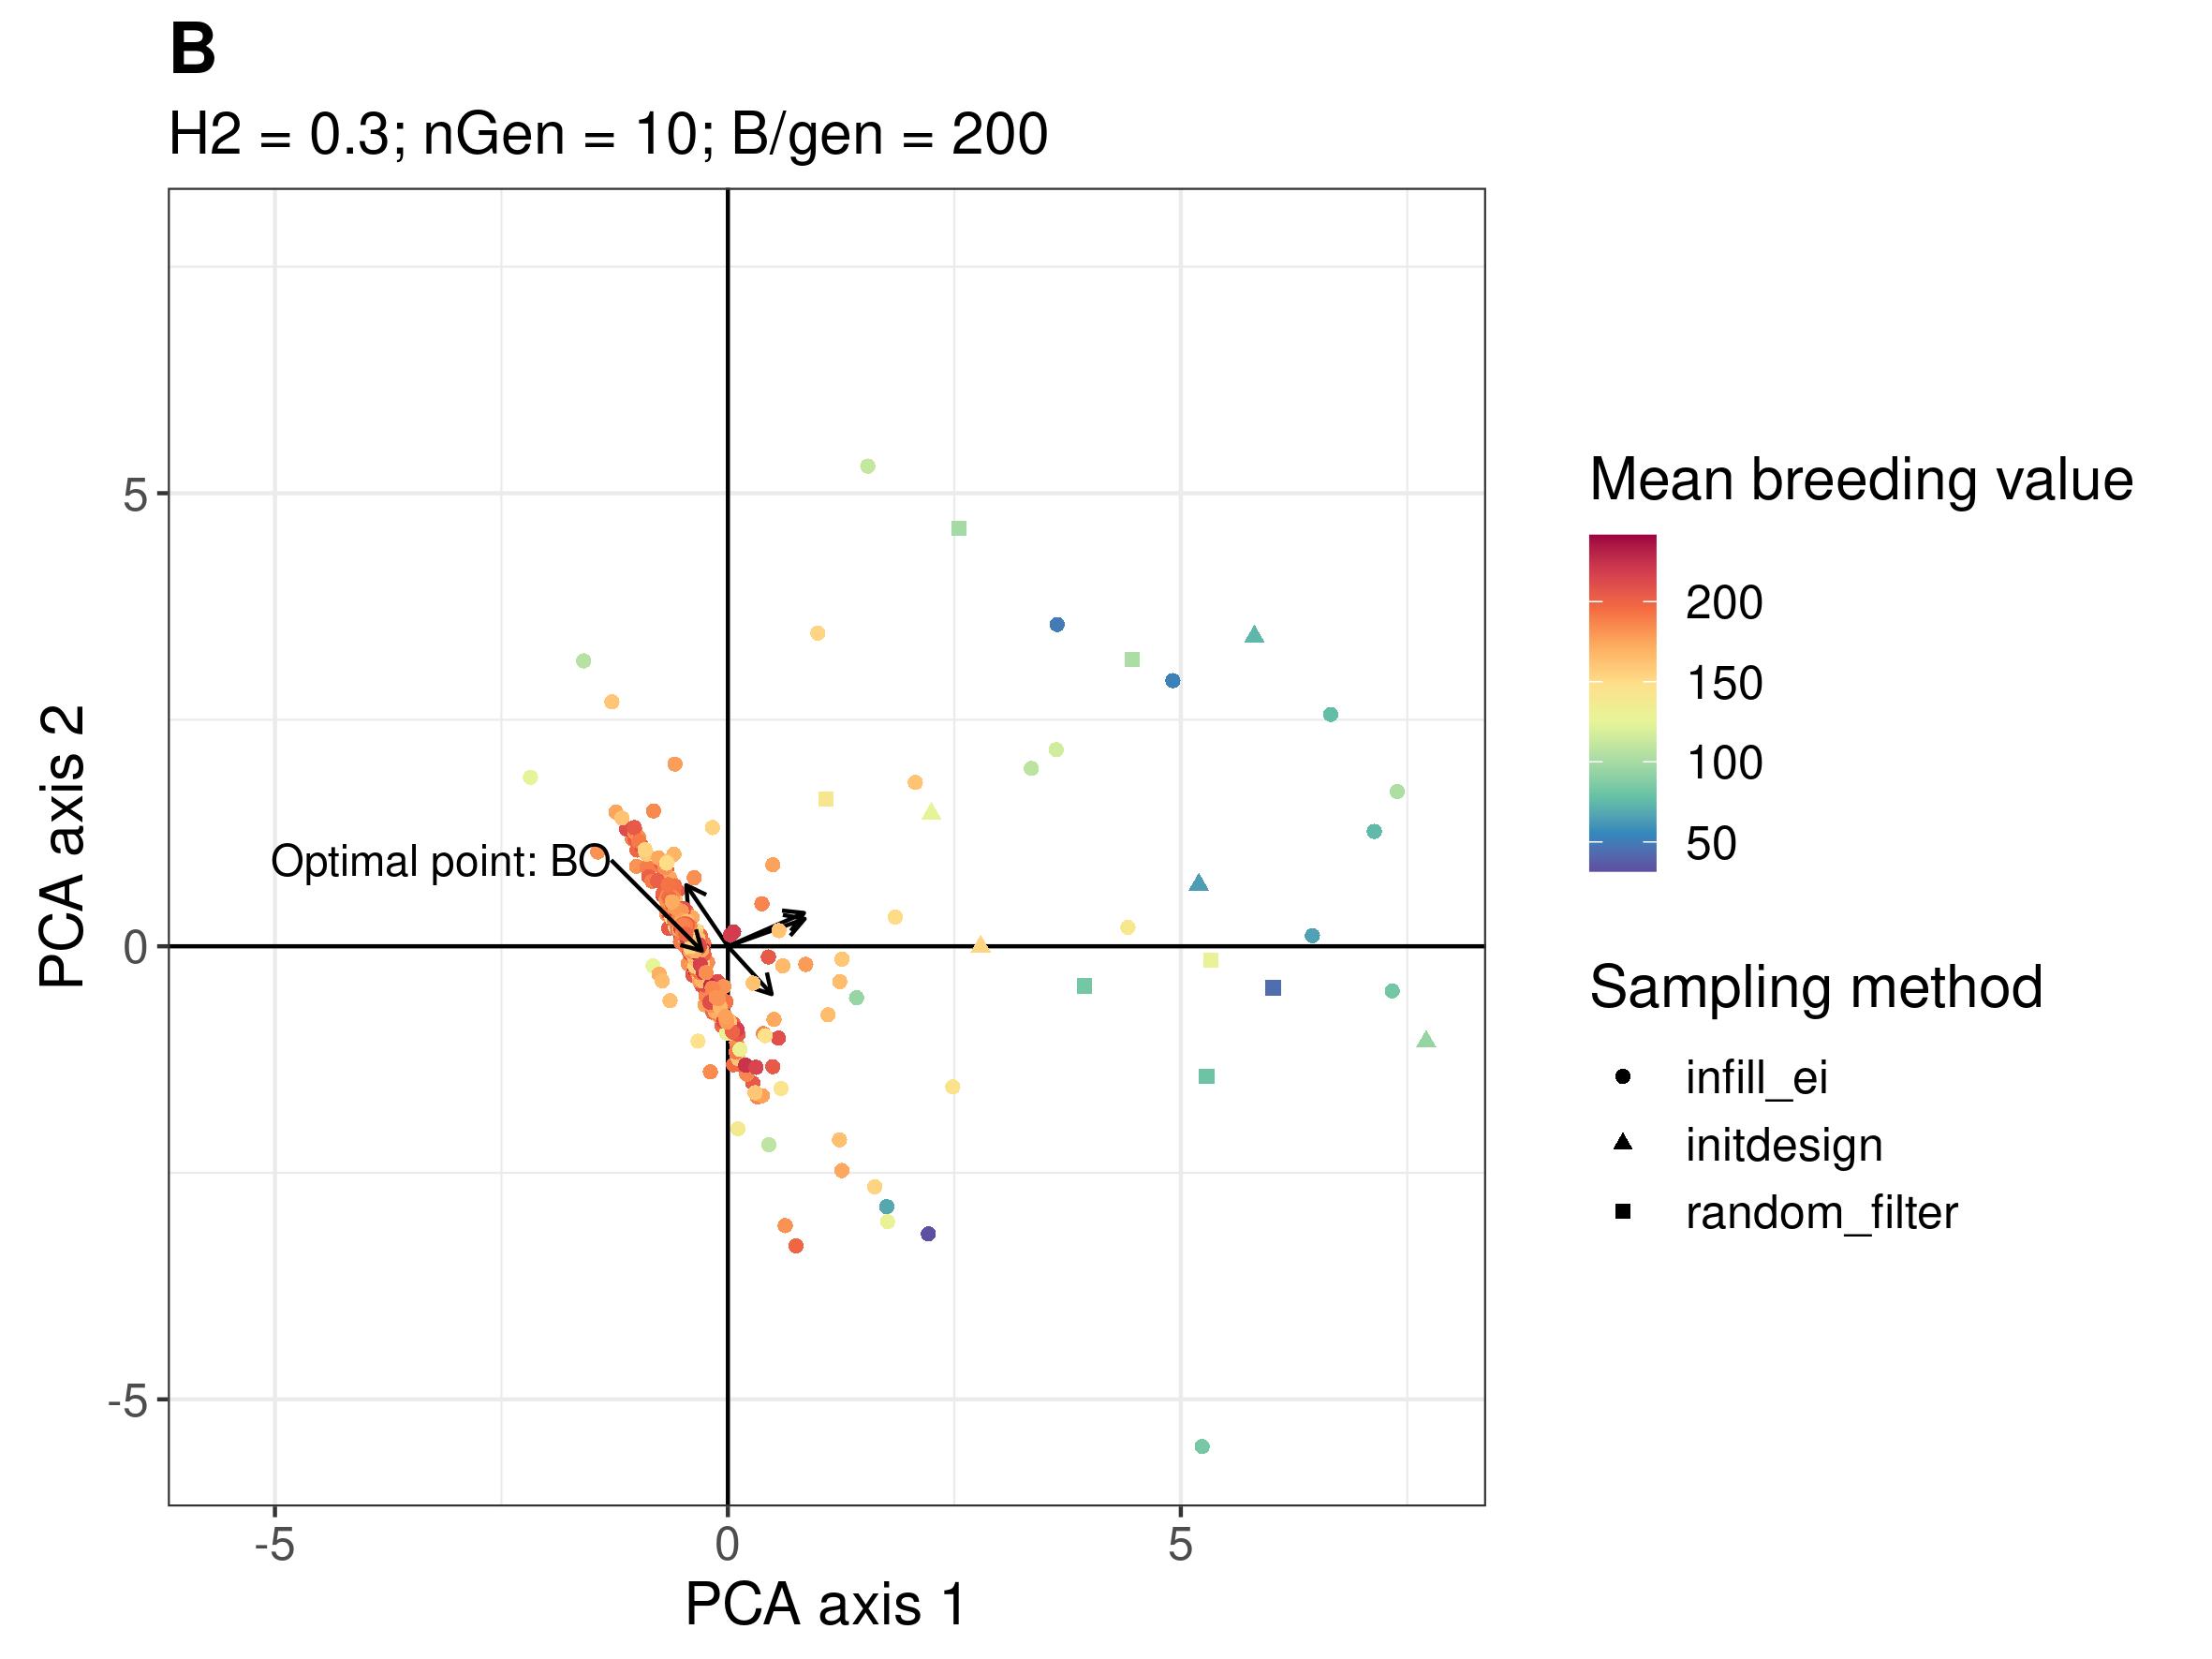 B
H2 = 0.3; nGen = 10; B/gen = 200
PCA axis 2
5
0
-5
Optimal point: BO
-5
0
5
PCA axis 1
Mean breeding value
200
150
100
50
Sampling method
infill_ei
initdesign
random_filter